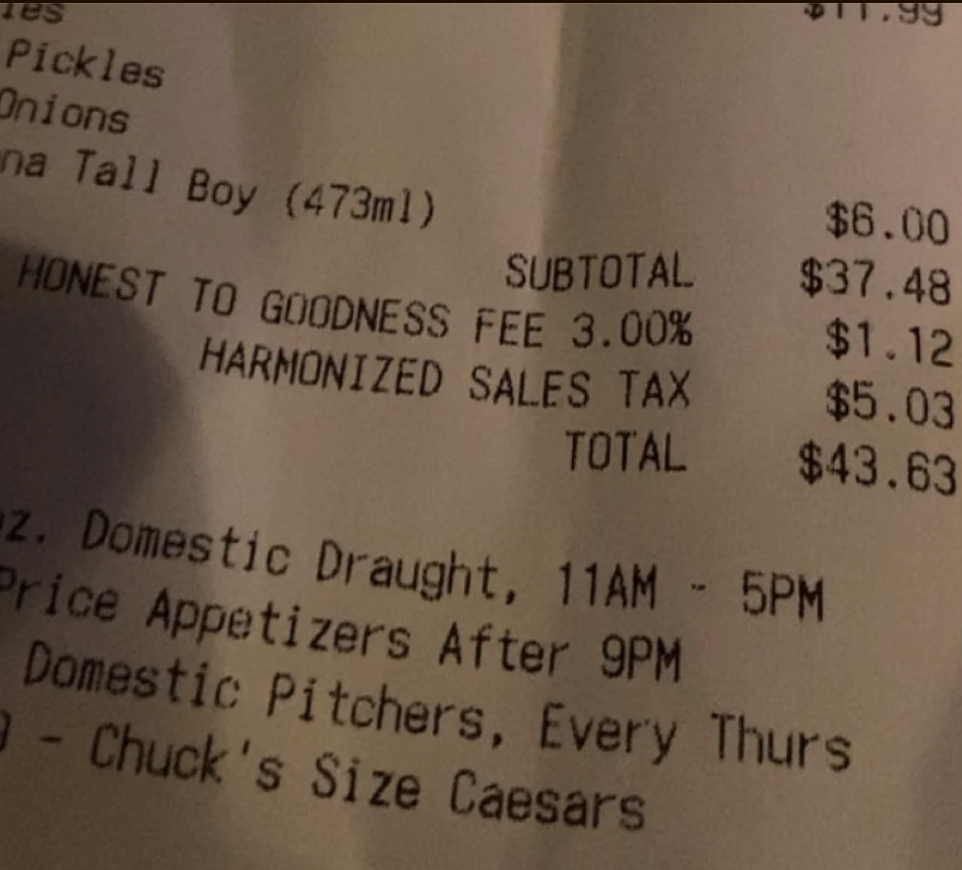 $11.99
Pickles
Onions
Tall Boy (473ml) $6.00
SUBTOTAL $37.48
HONEST TO GOODNESS FEE 3.00% $1.12
HARMONIZED SALES TAX $5.03
TOTAL $43.63
Domestic Draught, 11AM - 5PM
Price Appetizers After 9PM
Domestic Pitchers, Every Thurs
- Chuck's Size Caesars